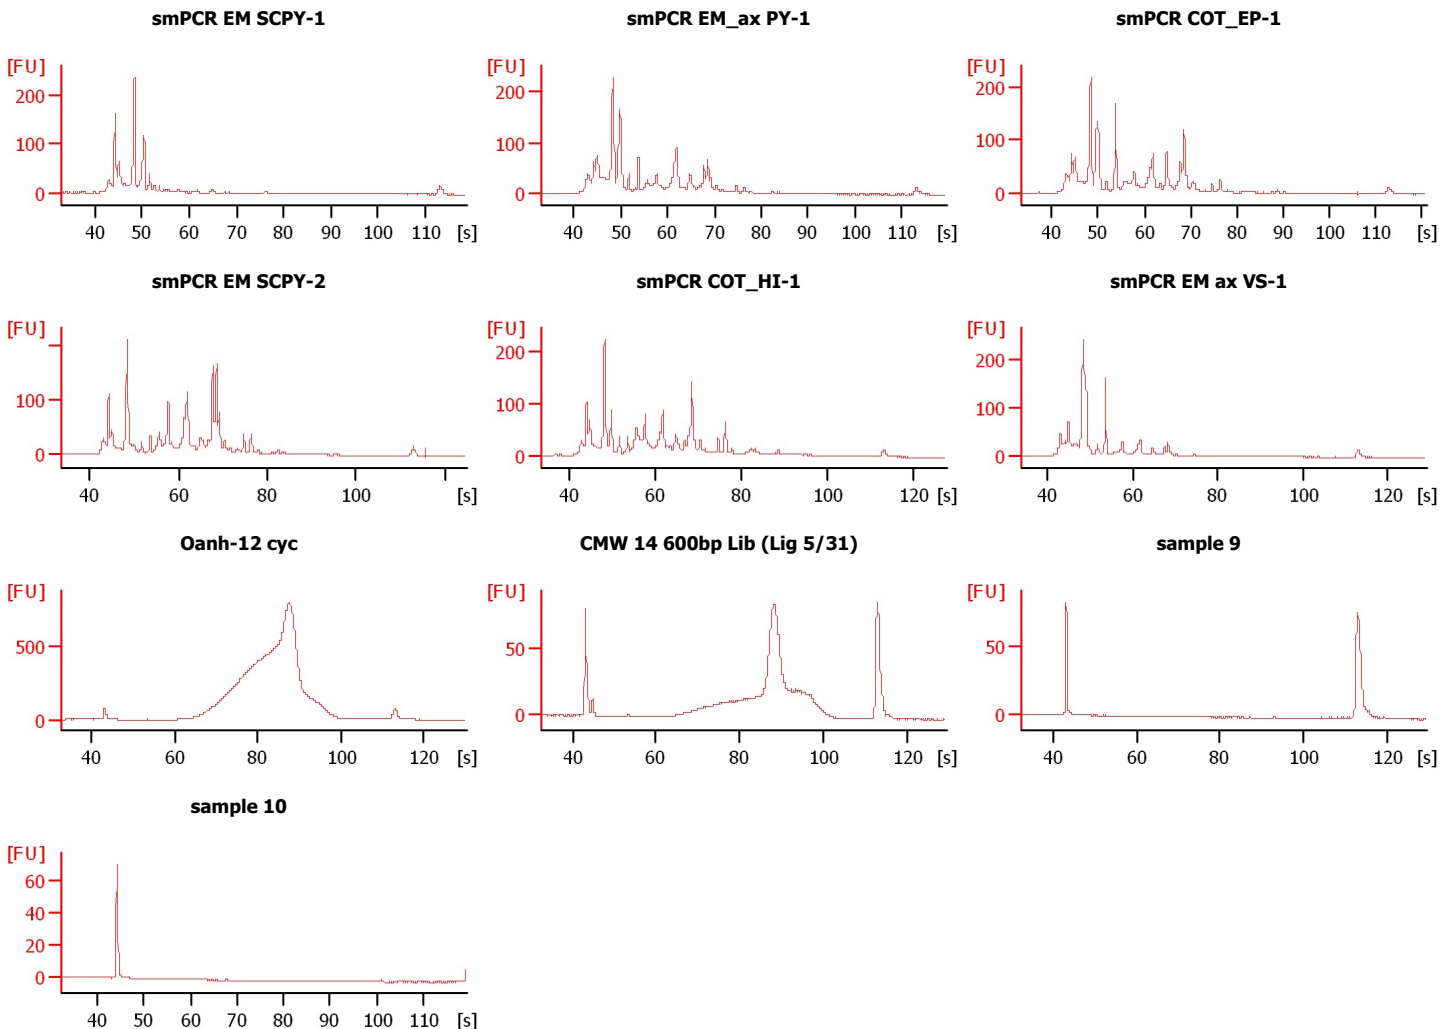 smPCR EM SCPY-1
[FU]
200
100
0
40 50 60 70 80 90 100 110 [s]
smPCR EM_ax PY-1
[FU]
200
100
0
40 50 60 70 80 90 100 110 [s]
smPCR COT_EP-1
[FU]
200
100
0
40 50 60 70 80 90 100 110 [s]
smPCR EM SCPY-2
[FU]
100
0
40 60 80 100 [s]
smPCR COT_HI-1
[FU]
200
100
0
40 60 80 100 120 [s]
smPCR EM ax VS-1
[FU]
200
100
0
40 60 80 100 120 [s]
Oanh-12 cyc
[FU]
500
0
40 60 80 100 120 [s]
CMW 14 600bp Lib (Lig 5/31)
[FU]
50
0
40 60 80 100 120 [s]
sample 9
[FU]
50
0
40 60 80 100 120 [s]
sample 10
[FU]
60
40
20
0
40 50 60 70 80 90 100 110 [s]